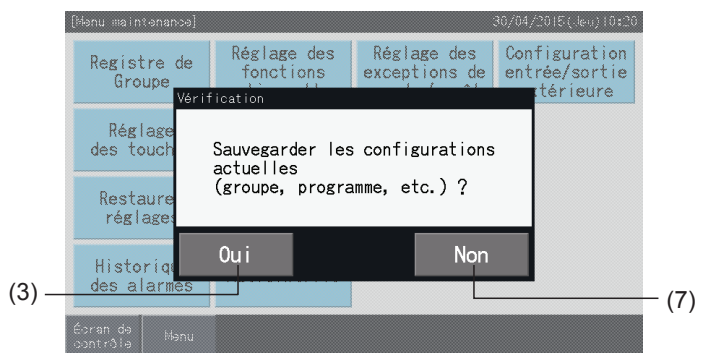 [Menu maintenance]
30/04/2015(Jeu)10:20
Registre de
Groupe
Réglage des
fonctions
Réglage des
exceptions de
Configuration
entrée/sortie
térieure
Vérification
Réglage
des touch
Sauvegarder les configurations
actuelles
(groupe, programme, etc.) ?
Restaure
réglages
Oui
Non
Historiqu
des alarmes
(3)
(7)
Écran de
contrôle
Menu